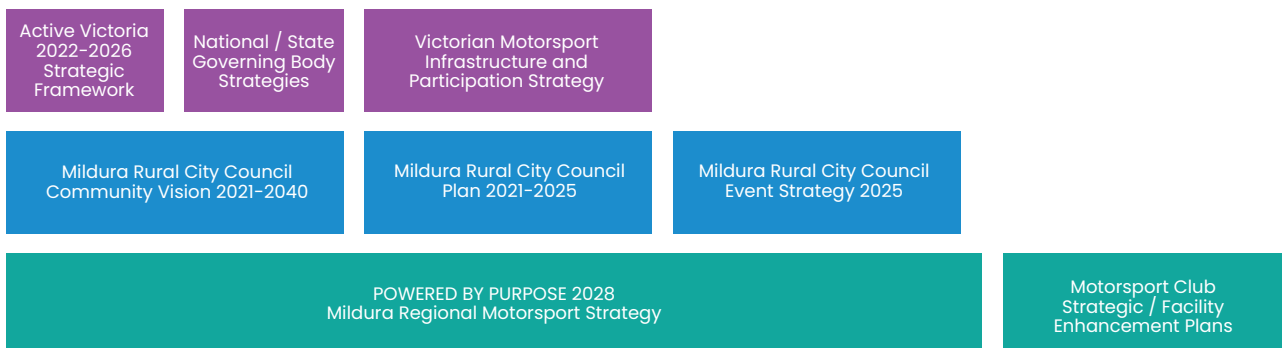 Active Victoria
2022-2026
Strategic
Framework
National / State
Governing Body
Strategies
Victorian Motorsport
Infrastructure and
Participation Strategy
Mildura Rural City Council
Community Vision 2021-2040
Mildura Rural City Council
Plan 2021-2025
Mildura Rural City Council
Event Strategy 2025
POWERED BY PURPOSE 2028
Mildura Regional Motorsport Strategy
Motorsport Club
Strategic / Facility
Enhancement Plans